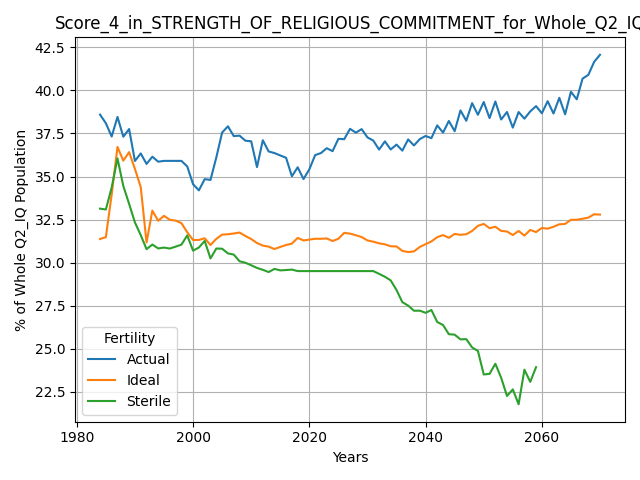 Score_4_in_STRENGTH_OF_RELIGIOUS_COMMITMENT_for_Whole_Q2_IQ
42.5
40.0
37.5
35.0
32.5
30.0
27.5
25.0
22.5
% of Whole Q2_IQ Population
Fertility
Actual
Ideal
Sterile
1980
2000
2020
2040
2060
Years